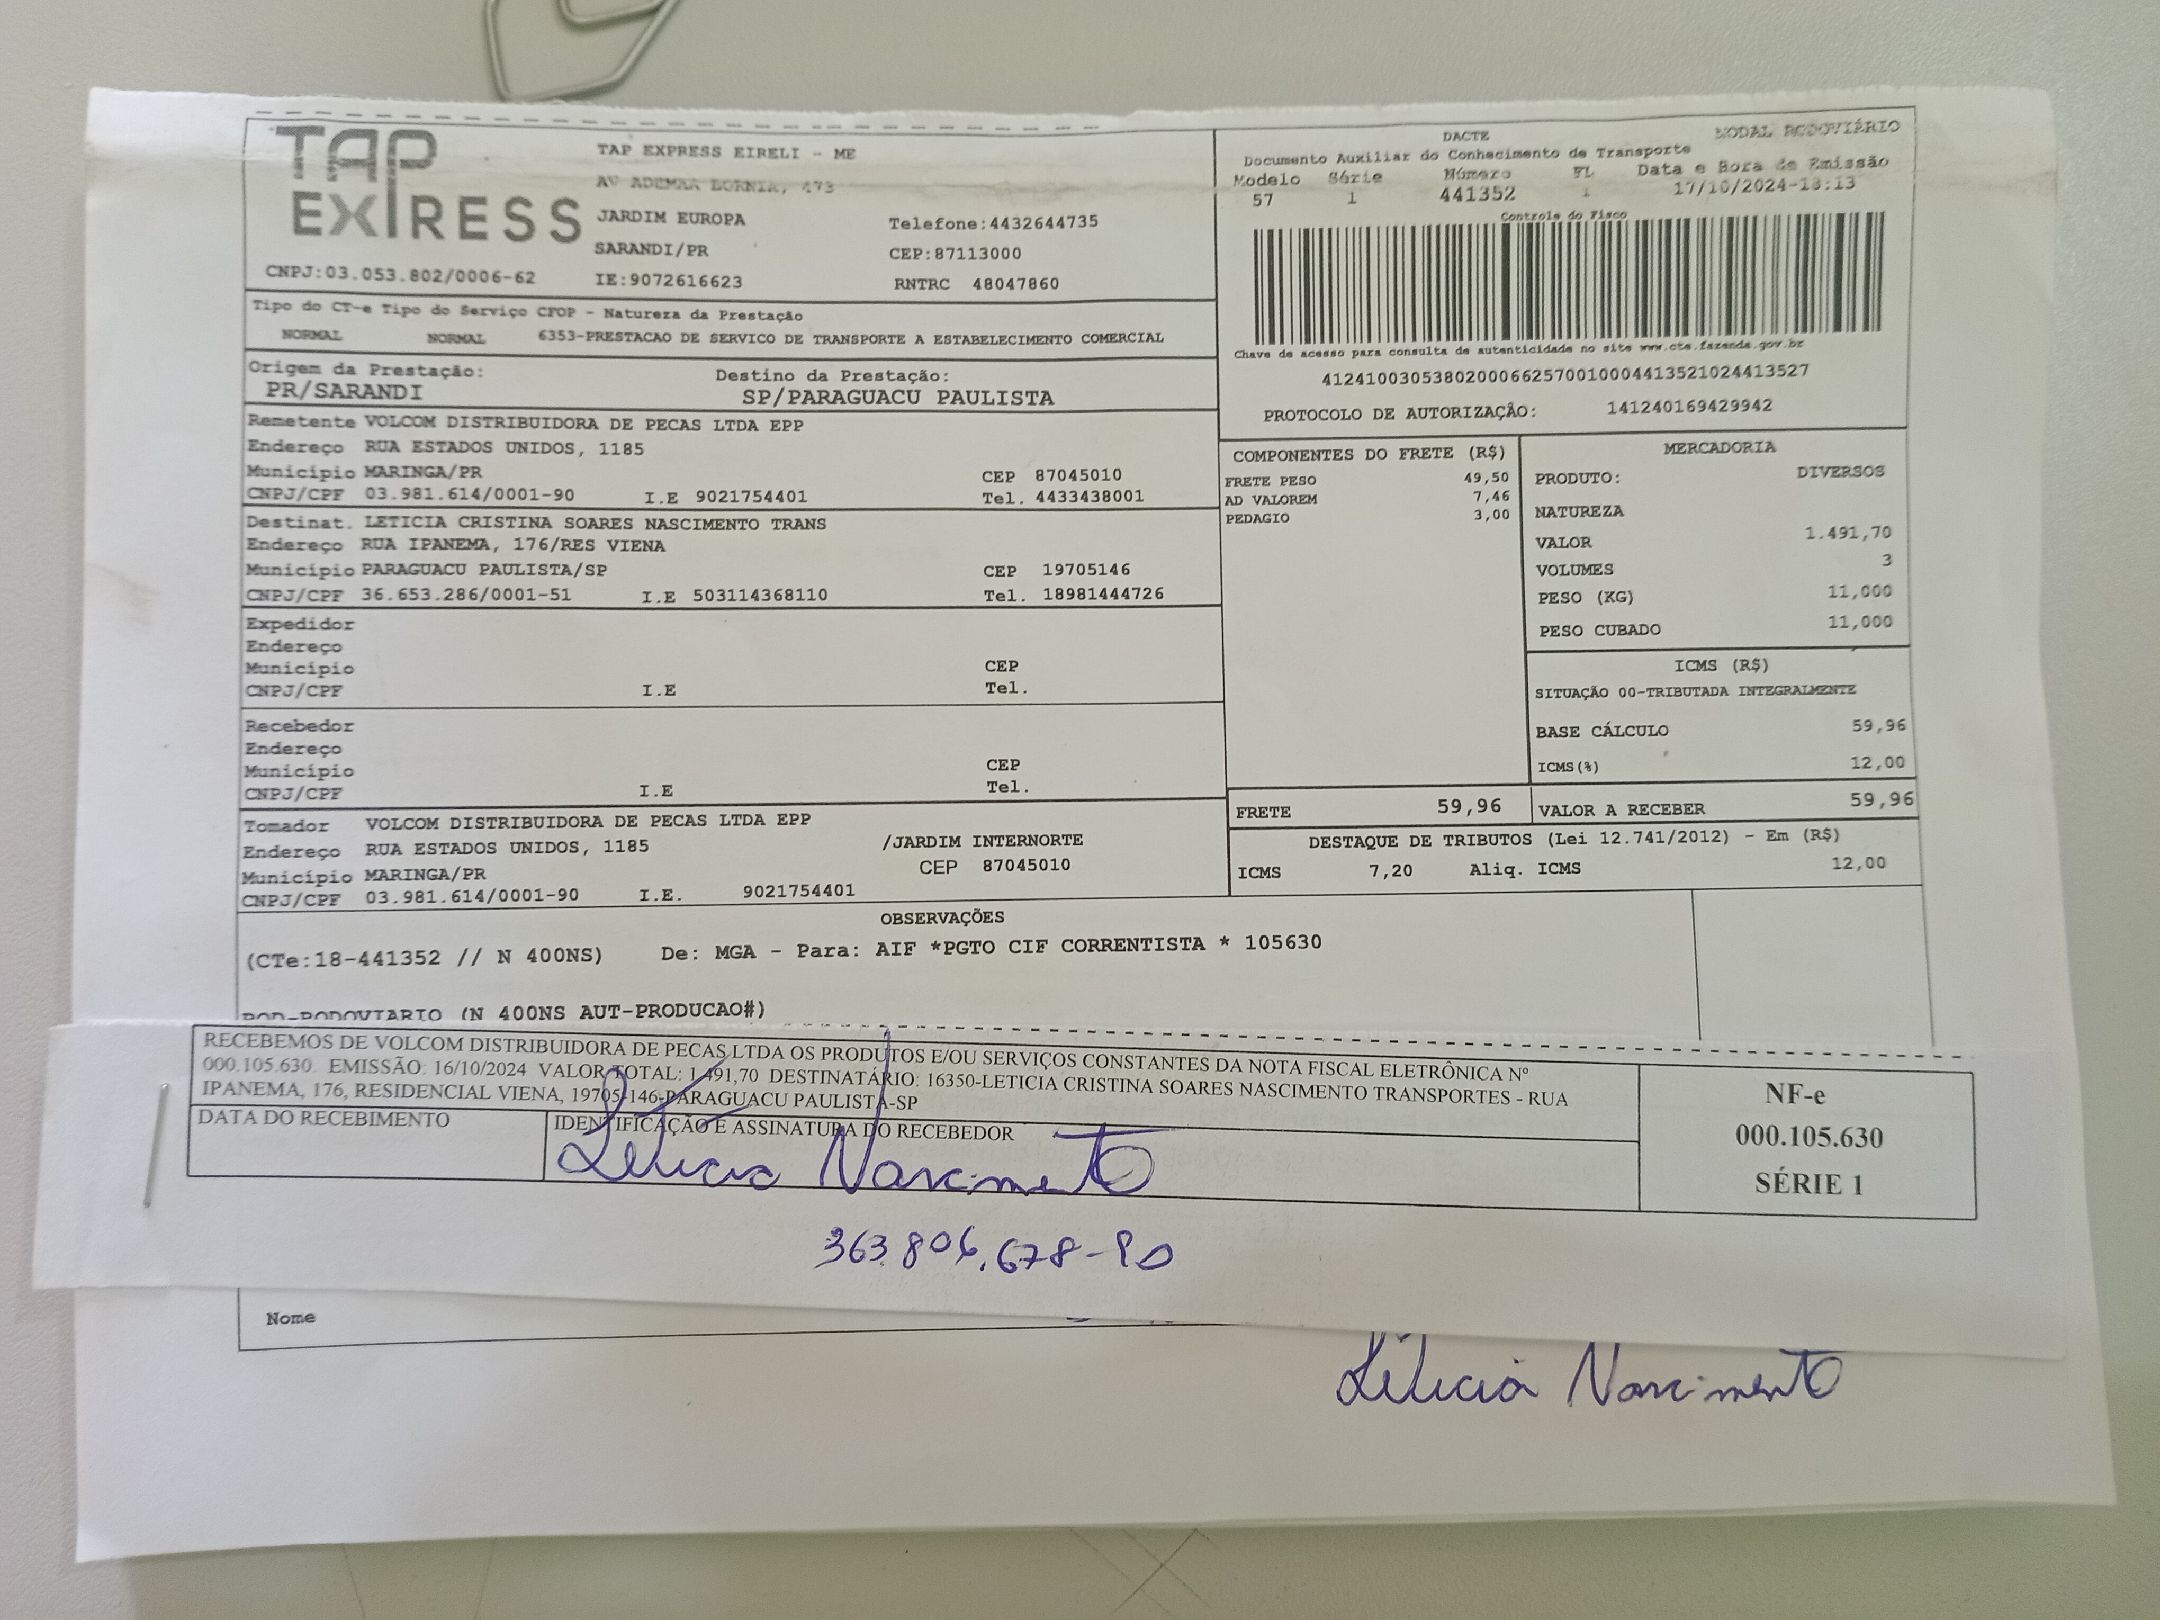 TAP
EXPRESS
TAP EXPRESS EIRELI - ME
AV ADEMAR BORNIA, 473
JARDIM EUROPA Telefone:4432644735
SARANDI/PR CEP:87113000
CNPJ:03.053.802/0006-62 IE:9072616623 RNTRC 48047860
DACTE MODAL RODOVIÁRIO
Documento Auxiliar do Conhecimento de Transporte
Modelo Série Número FL Data e Hora de Emissão
57 1 441352 1 17/10/2024-18:13
Controle do Fisco
Chave de acesso para consulta de autenticidade no site www.cte.fazenda.gov.br
41241003053802000662570010004413521024413527
PROTOCOLO DE AUTORIZAÇÃO: 141240169429942
Tipo do CT-e Tipo do Serviço CFOP - Natureza da Prestação
NORMAL NORMAL 6353-PRESTACAO DE SERVICO DE TRANSPORTE A ESTABELECIMENTO COMERCIAL
Origem da Prestação: Destino da Prestação:
PR/SARANDI SP/PARAGUACU PAULISTA
Remetente VOLCOM DISTRIBUIDORA DE PECAS LTDA EPP
Endereço RUA ESTADOS UNIDOS, 1185
Município MARINGA/PR CEP 87045010
CNPJ/CPF 03.981.614/0001-90 I.E 9021754401 Tel. 4433438001
Destinat. LETICIA CRISTINA SOARES NASCIMENTO TRANS
Endereço RUA IPANEMA, 176/RES VIENA
Município PARAGUACU PAULISTA/SP CEP 19705146
CNPJ/CPF 36.653.286/0001-51 I.E 503114368110 Tel. 18981444726
Expedidor
Endereço
Município CEP
CNPJ/CPF I.E Tel.
Recebedor
Endereço
Município CEP
CNPJ/CPF I.E Tel.
Tomador VOLCOM DISTRIBUIDORA DE PECAS LTDA EPP
Endereço RUA ESTADOS UNIDOS, 1185 /JARDIM INTERNORTE
Município MARINGA/PR CEP 87045010
CNPJ/CPF 03.981.614/0001-90 I.E. 9021754401
COMPONENTES DO FRETE (R$)
FRETE PESO 49,50
AD VALOREM 7,46
PEDAGIO 3,00
MERCADORIA
PRODUTO: DIVERSOS
NATUREZA
VALOR 1.491,70
VOLUMES 3
PESO (KG) 11,000
PESO CUBADO 11,000
ICMS (R$)
SITUAÇÃO 00-TRIBUTADA INTEGRALMENTE
BASE CÁLCULO 59,96
ICMS(%) 12,00
FRETE 59,96 VALOR A RECEBER 59,96
DESTAQUE DE TRIBUTOS (Lei 12.741/2012) - Em (R$)
ICMS 7,20 Aliq. ICMS 12,00
OBSERVAÇÕES
(CTe:18-441352 // N 400NS) De: MGA - Para: AIF *PGTO CIF CORRENTISTA * 105630
ROD-RODOVIARIO (N 400NS AUT-PRODUCAO#)
RECEBEMOS DE VOLCOM DISTRIBUIDORA DE PECAS LTDA OS PRODUTOS E/OU SERVIÇOS CONSTANTES DA NOTA FISCAL ELETRÔNICA Nº
000.105.630. EMISSÃO: 16/10/2024 VALOR TOTAL: 1.491,70 DESTINATÁRIO: 16350-LETICIA CRISTINA SOARES NASCIMENTO TRANSPORTES - RUA
IPANEMA, 176, RESIDENCIAL VIENA, 19705-146-PARAGUACU PAULISTA-SP
DATA DO RECEBIMENTO IDENTIFICAÇÃO E ASSINATURA DO RECEBEDOR
NF-e
000.105.630
SÉRIE 1
Letícia Nascimento
363.806.678-90
Nome
Letícia Nascimento